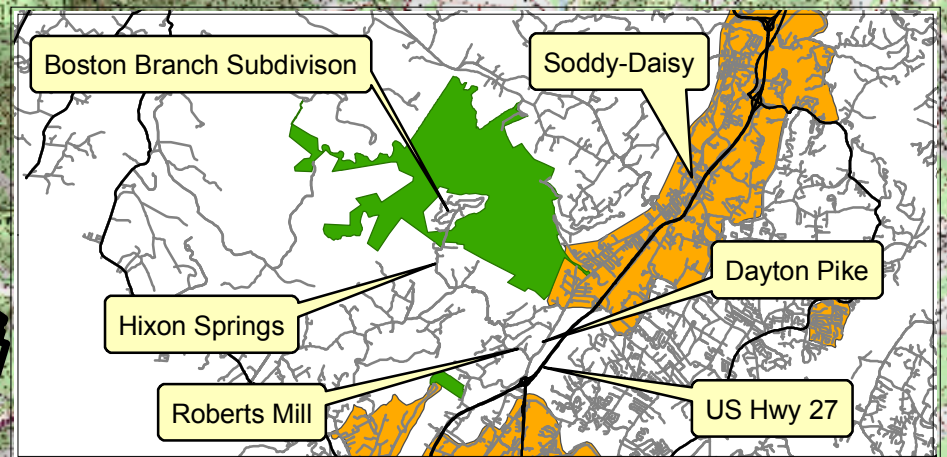 Boston Branch Subdivison
Soddy-Daisy
Dayton Pike
Hixon Springs
Roberts Mill
US Hwy 27